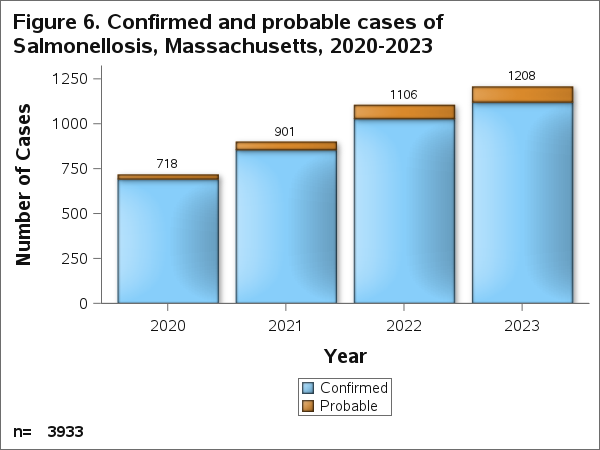 Figure 6. Confirmed and probable cases of
Salmonellosis, Massachusetts, 2020-2023
Number of Cases
1250
1000
750
500
250
0
718
901
1106
1208
2020
2021
2022
2023
Year
Confirmed
Probable
n= 3933